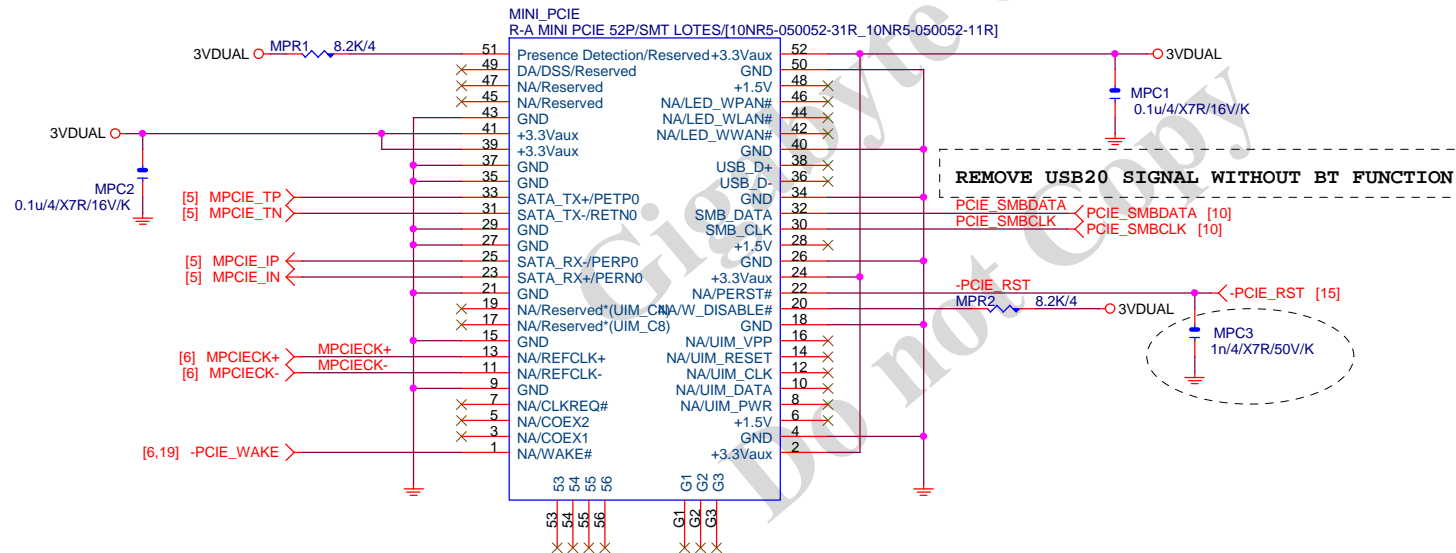 MINI_PCIE
R-A MINI PCIE 52P/SMT LOTES/[10NR5-050052-31R_10NR5-050052-11R]
3VDUAL MPR1 8.2K/4 51 Presence Detection/Reserved +3.3Vaux 52 3VDUAL
49 DA/DSS/Reserved GND 50
47 NA/Reserved +1.5V 48
45 NA/Reserved NA/LED_WPAN# 46
43 GND NA/LED_WLAN# 44
3VDUAL 41 +3.3Vaux NA/LED_WWAN# 42
39 +3.3Vaux GND 40
37 GND USB_D+ 38
35 GND USB_D- 36
[5] MPCIE_TP 33 SATA_TX+/PETP0 GND 34
[5] MPCIE_TN 31 SATA_TX-/RETN0 SMB_DATA 32 PCIE_SMBDATA PCIE_SMBDATA [10]
29 GND SMB_CLK 30 PCIE_SMBCLK PCIE_SMBCLK [10]
27 GND +1.5V 28
[5] MPCIE_IP 25 SATA_RX-/PERP0 GND 26
[5] MPCIE_IN 23 SATA_RX+/PERN0 +3.3Vaux 24
21 GND NA/PERST# 22 -PCIE_RST -PCIE_RST [15]
19 NA/Reserved*(UIM_C4) NA/W_DISABLE# 20 MPR2 8.2K/4 3VDUAL
17 NA/Reserved*(UIM_C8) GND 18
15 GND NA/UIM_VPP 16
[6] MPCIECK+ MPCIECK+ 13 NA/REFCLK+ NA/UIM_RESET 14
[6] MPCIECK- MPCIECK- 11 NA/REFCLK- NA/UIM_CLK 12
9 GND NA/UIM_DATA 10
7 NA/CLKREQ# NA/UIM_PWR 8
5 NA/COEX2 +1.5V 6
3 NA/COEX1 GND 4
[6,19] -PCIE_WAKE 1 NA/WAKE# +3.3Vaux 2
53 54 55 56 G1 G2 G3
53 54 55 56 G1 G2 G3
MPC1
0.1u/4/X7R/16V/K
MPC2
0.1u/4/X7R/16V/K
REMOVE USB20 SIGNAL WITHOUT BT FUNCTION
MPC3
1n/4/X7R/50V/K
Gigabyte
Do not Copy